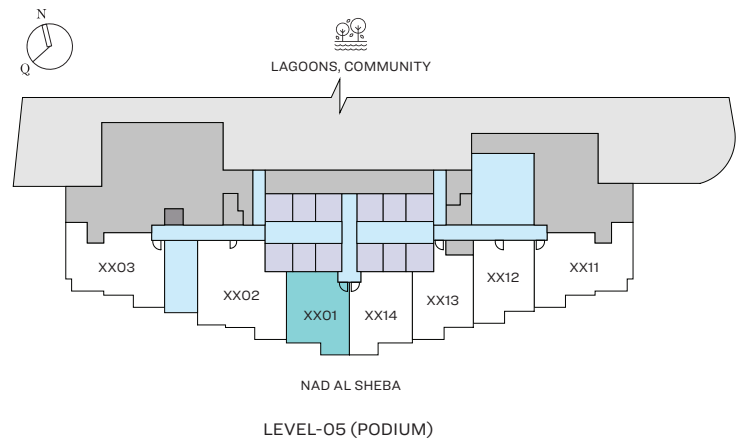 N
Q
LAGOONS, COMMUNITY
XX03
XX02
XX01
XX14
XX13
XX12
XX11
NAD AL SHEBA
LEVEL-05 (PODIUM)